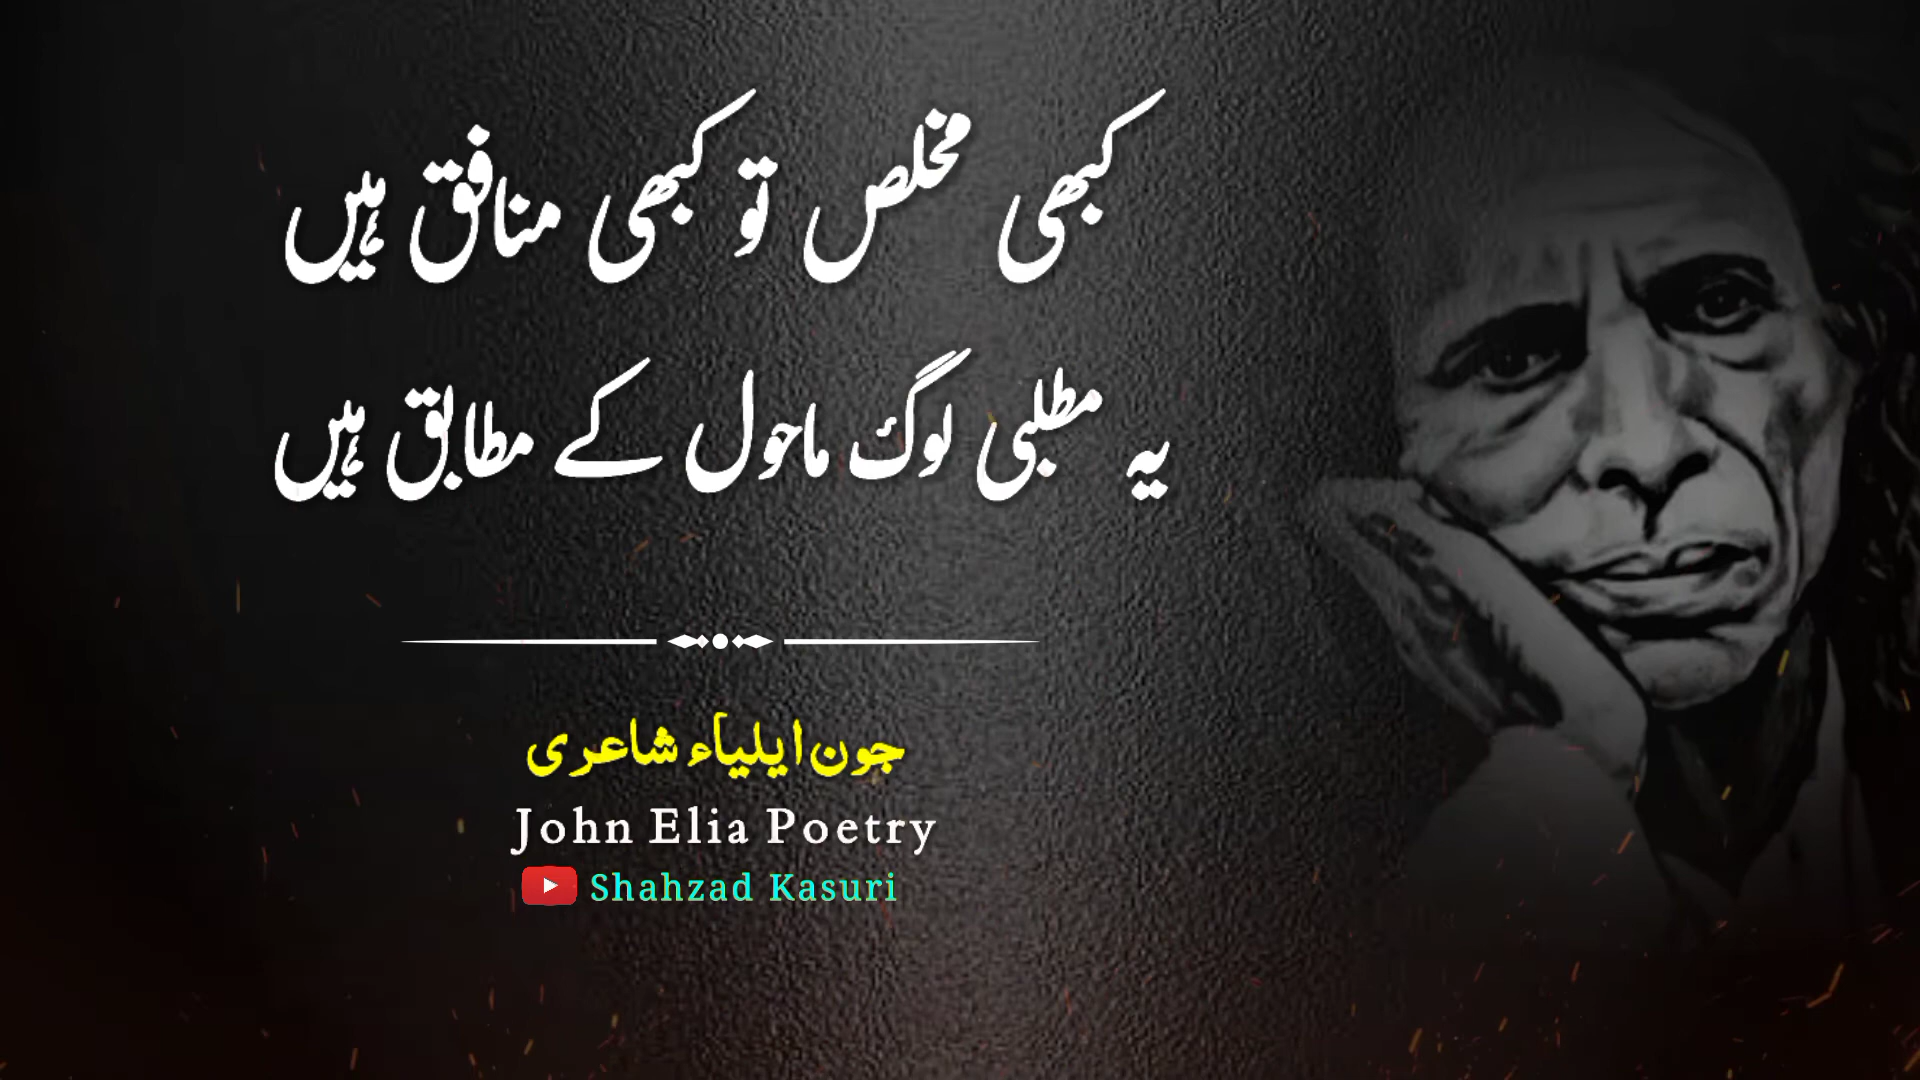 کبھی مخلص تو کبھی منافق ہیں
یہ مطلبی لوگ ماحول کے مطابق ہیں
جون ایلیاء شاعری
John Elia Poetry
Shahzad Kasuri